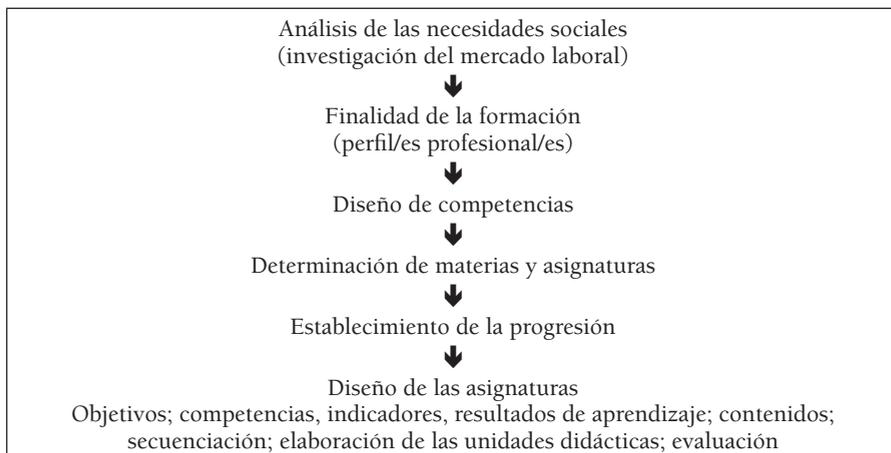 Análisis de las necesidades sociales
(investigación del mercado laboral)
Finalidad de la formación
(perfil/es profesional/es)
Diseño de competencias
Determinación de materias y asignaturas
Establecimiento de la progresión
Diseño de las asignaturas
Objetivos; competencias, indicadores, resultados de aprendizaje; contenidos;
secuenciación; elaboración de las unidades didácticas; evaluación